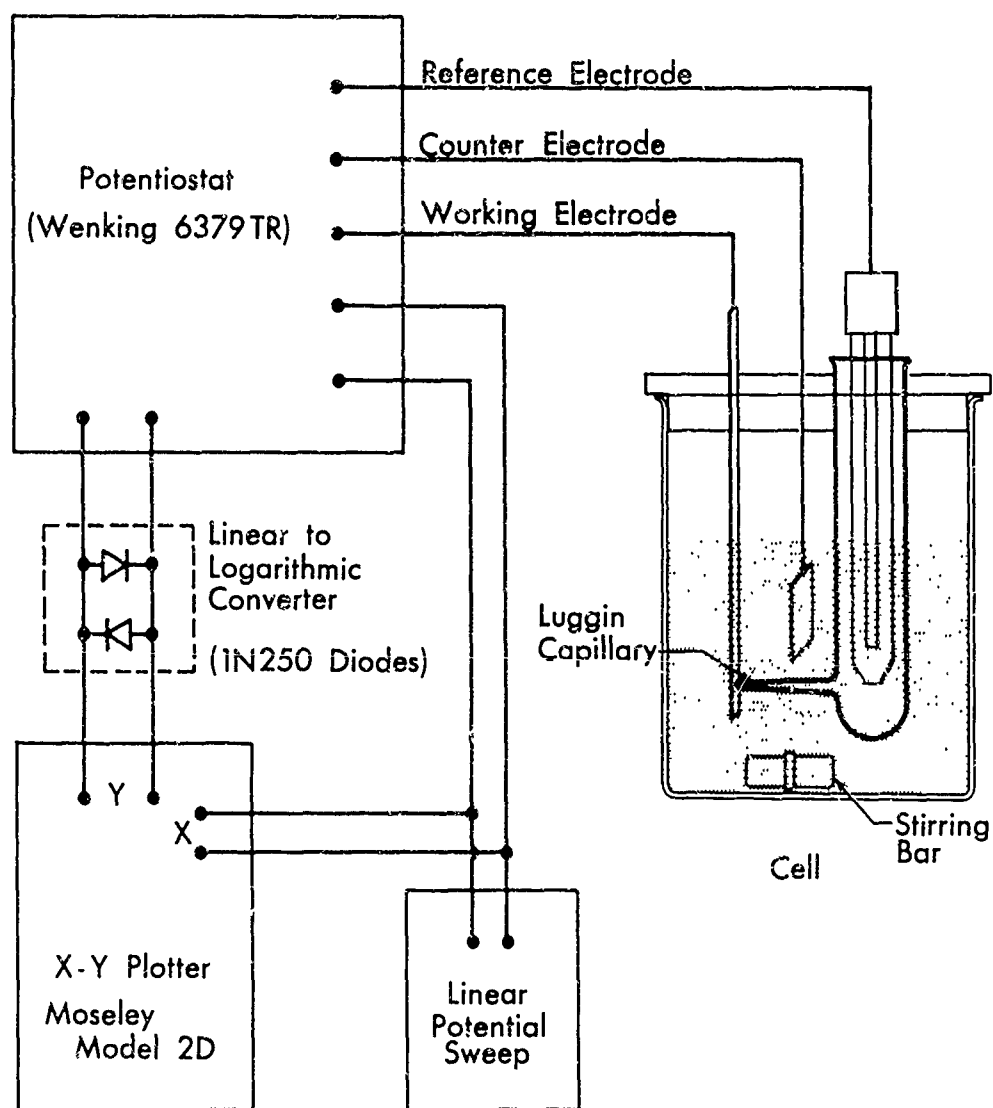 Reference Electrode
Counter Electrode
Potentiostat
(Wenking 6379TR)
Working Electrode
Linear to
Logarithmic
Converter
(1N250 Diodes)
Luggin
Capillary
Y
X
Stirring
Bar
Cell
X-Y Plotter
Moseley
Model 2D
Linear
Potential
Sweep